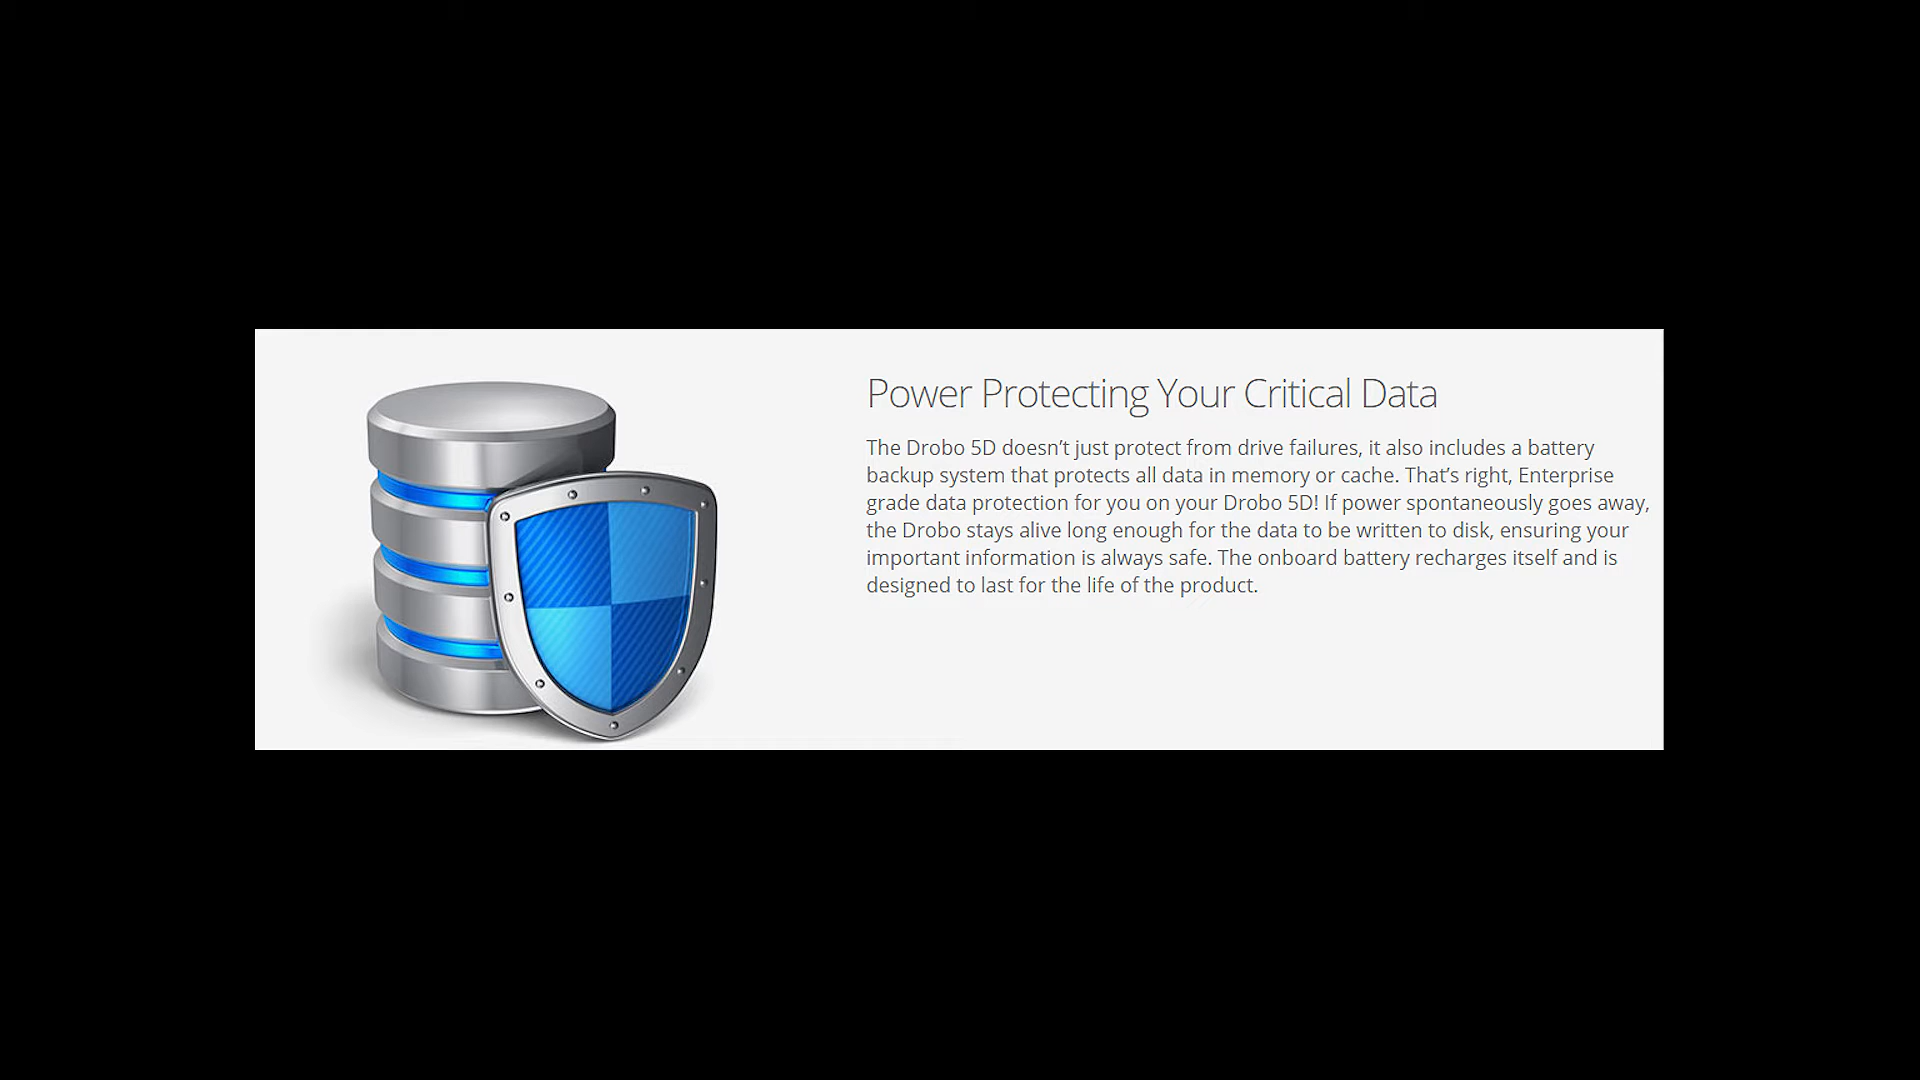 Power Protecting Your Critical Data
The Drobo 5D doesn’t just protect from drive failures, it also includes a battery
backup system that protects all data in memory or cache. That’s right, Enterprise
grade data protection for you on your Drobo 5D! If power spontaneously goes away,
the Drobo stays alive long enough for the data to be written to disk, ensuring your
important information is always safe. The onboard battery recharges itself and is
designed to last for the life of the product.